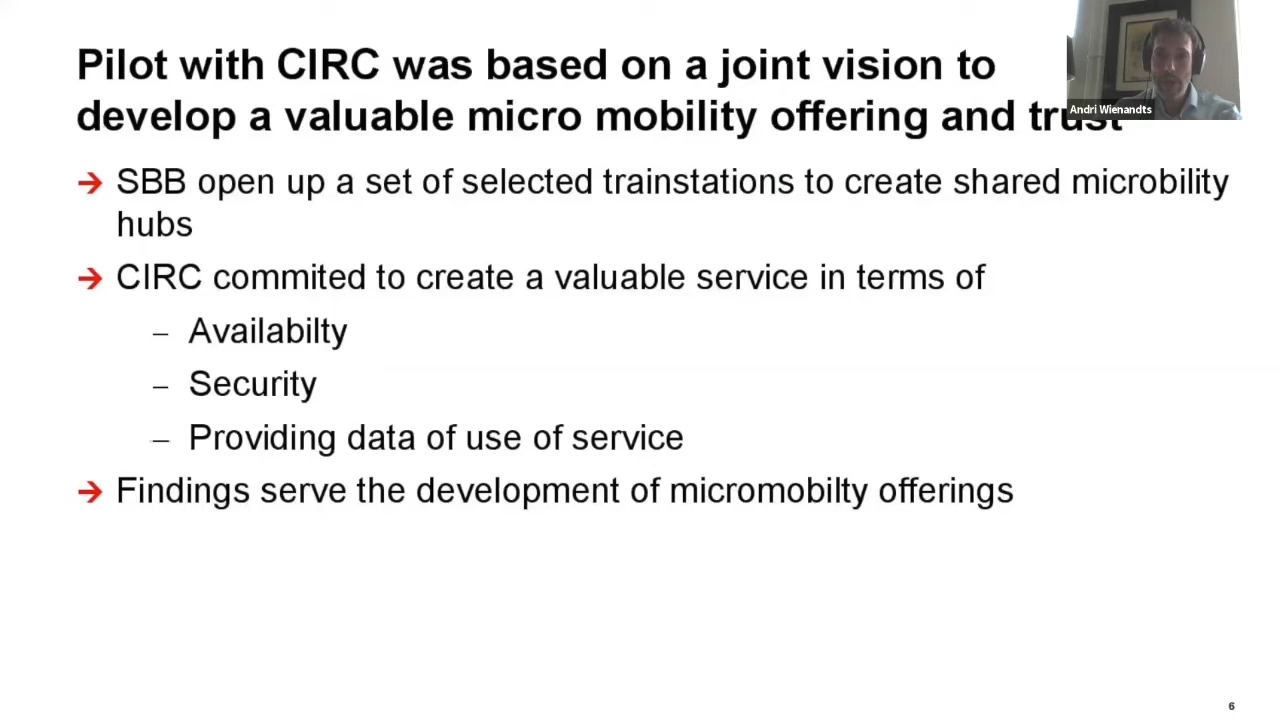 Pilot with CIRC was based on a joint vision to
develop a valuable micro mobility offering and trust
Andri Wienandts
→ SBB open up a set of selected trainstations to create shared microbility
hubs
→ CIRC commited to create a valuable service in terms of
– Availabilty
– Security
– Providing data of use of service
→ Findings serve the development of micromobilty offerings
6